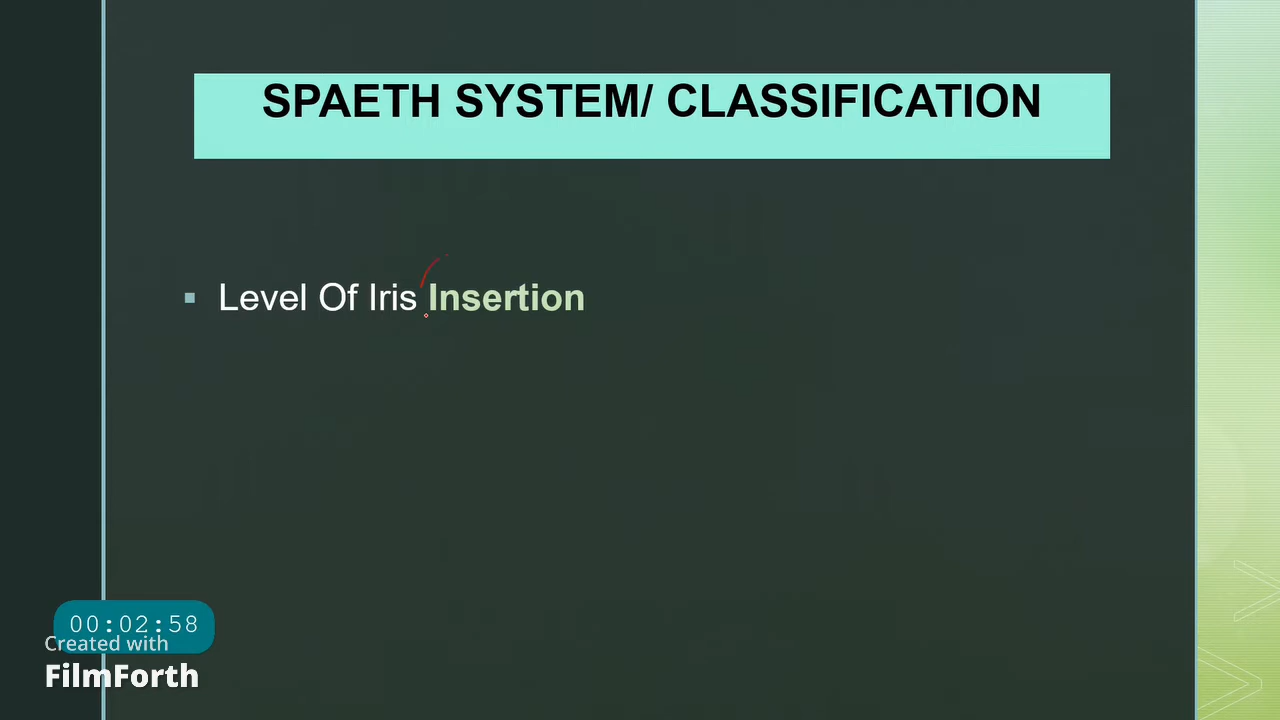 SPAETH SYSTEM/ CLASSIFICATION
▪ Level Of Iris Insertion
00:02:58
Created with
FilmForth